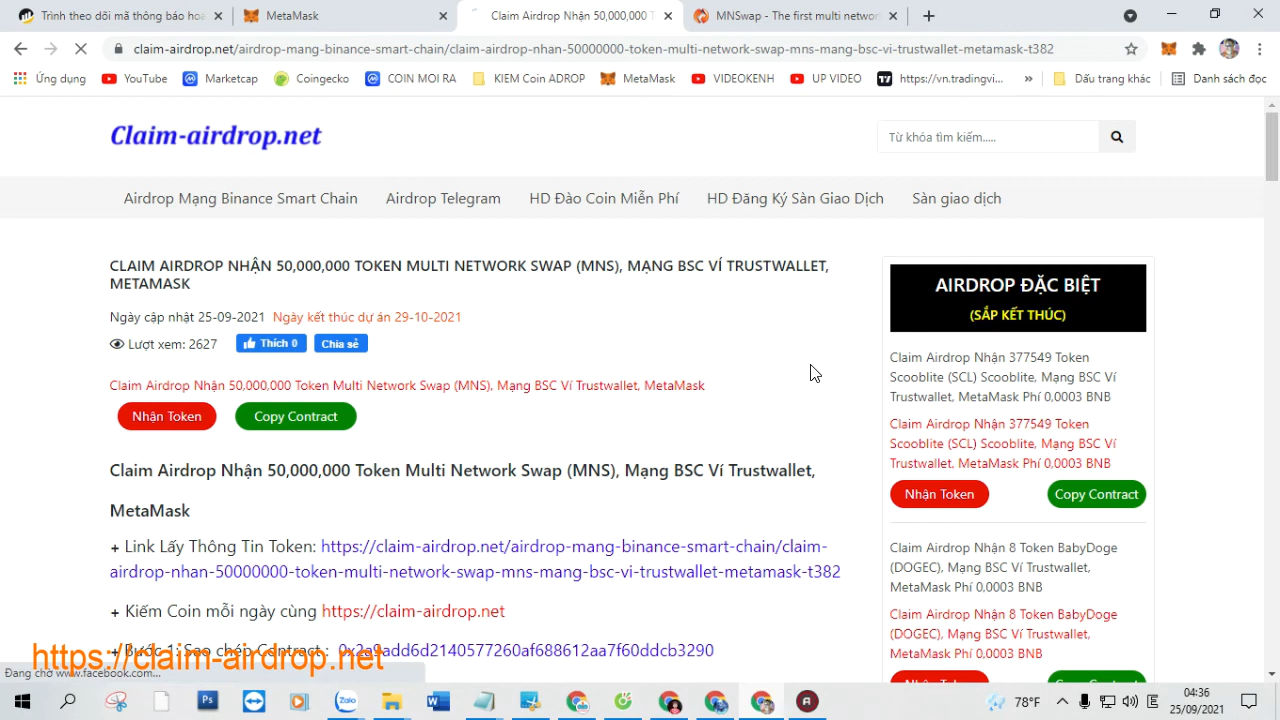 Trình theo dõi mã thông báo hoá
MetaMask
Claim Airdrop Nhận 50,000,000 T
MNSwap - The first multi networ
claim-airdrop.net/airdrop-mang-binance-smart-chain/claim-airdrop-nhan-50000000-token-multi-network-swap-mns-mang-bsc-vi-trustwallet-metamask-t382
Ứng dụng
YouTube
Marketcap
Coingecko
COIN MOI RA
KIEM Coin ADROP
MetaMask
VIDEOKENH
UP VIDEO
https://vn.tradingvi...
»
Dấu trang khác
Danh sách đọc
Claim-airdrop.net
Từ khóa tìm kiếm.....
Airdrop Mạng Binance Smart Chain
Airdrop Telegram
HD Đào Coin Miễn Phí
HD Đăng Ký Sàn Giao Dịch
Sàn giao dịch
CLAIM AIRDROP NHẬN 50,000,000 TOKEN MULTI NETWORK SWAP (MNS), MẠNG BSC VÍ TRUSTWALLET,
METAMASK
Ngày cập nhật 25-09-2021 Ngày kết thúc dự án 29-10-2021
Lượt xem: 2627
Thích 0
Chia sẻ
Claim Airdrop Nhận 50,000,000 Token Multi Network Swap (MNS), Mạng BSC Ví Trustwallet, MetaMask
Nhận Token
Copy Contract
Claim Airdrop Nhận 50,000,000 Token Multi Network Swap (MNS), Mạng BSC Ví Trustwallet,
MetaMask
+ Link Lấy Thông Tin Token: https://claim-airdrop.net/airdrop-mang-binance-smart-chain/claim-
airdrop-nhan-50000000-token-multi-network-swap-mns-mang-bsc-vi-trustwallet-metamask-t382
+ Kiếm Coin mỗi ngày cùng https://claim-airdrop.net
+ Bước 1: Sao chép Contract : 0x2a9add6d2140577260af688612aa7f60ddcb3290
https://claim-airdrop.net
Đang chờ www.facebook.com...
AIRDROP ĐẶC BIỆT
(SẮP KẾT THÚC)
Claim Airdrop Nhận 377549 Token
Scooblite (SCL) Scooblite, Mạng BSC Ví
Trustwallet, MetaMask Phí 0,0003 BNB
Claim Airdrop Nhận 377549 Token
Scooblite (SCL) Scooblite, Mạng BSC Ví
Trustwallet, MetaMask Phí 0,0003 BNB
Nhận Token
Copy Contract
Claim Airdrop Nhận 8 Token BabyDoge
(DOGEC), Mạng BSC Ví Trustwallet,
MetaMask Phí 0,0003 BNB
Claim Airdrop Nhận 8 Token BabyDoge
(DOGEC), Mạng BSC Ví Trustwallet,
MetaMask Phí 0,0003 BNB
Nhận Token
Copy Contract
Ps
Zalo
W
A
78°F
E
04:36
25/09/2021